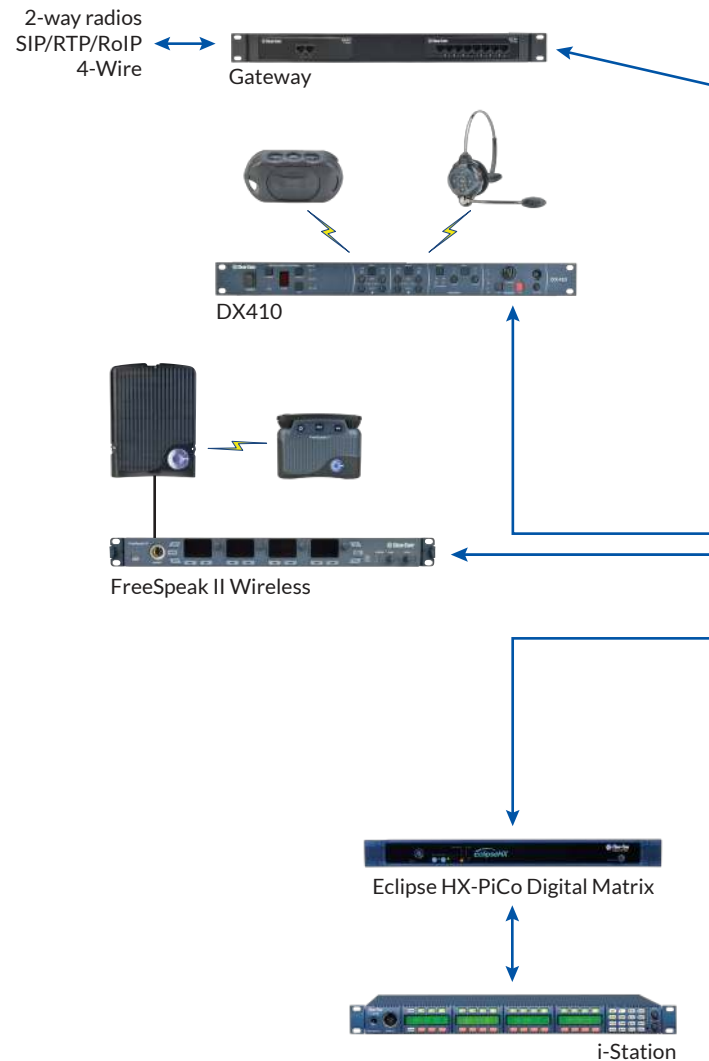 2-way radios
SIP/RTP/RoIP
4-Wire
Gateway
DX410
FreeSpeak II Wireless
EclipseHX
Eclipse HX-PiCo Digital Matrix
i-Station